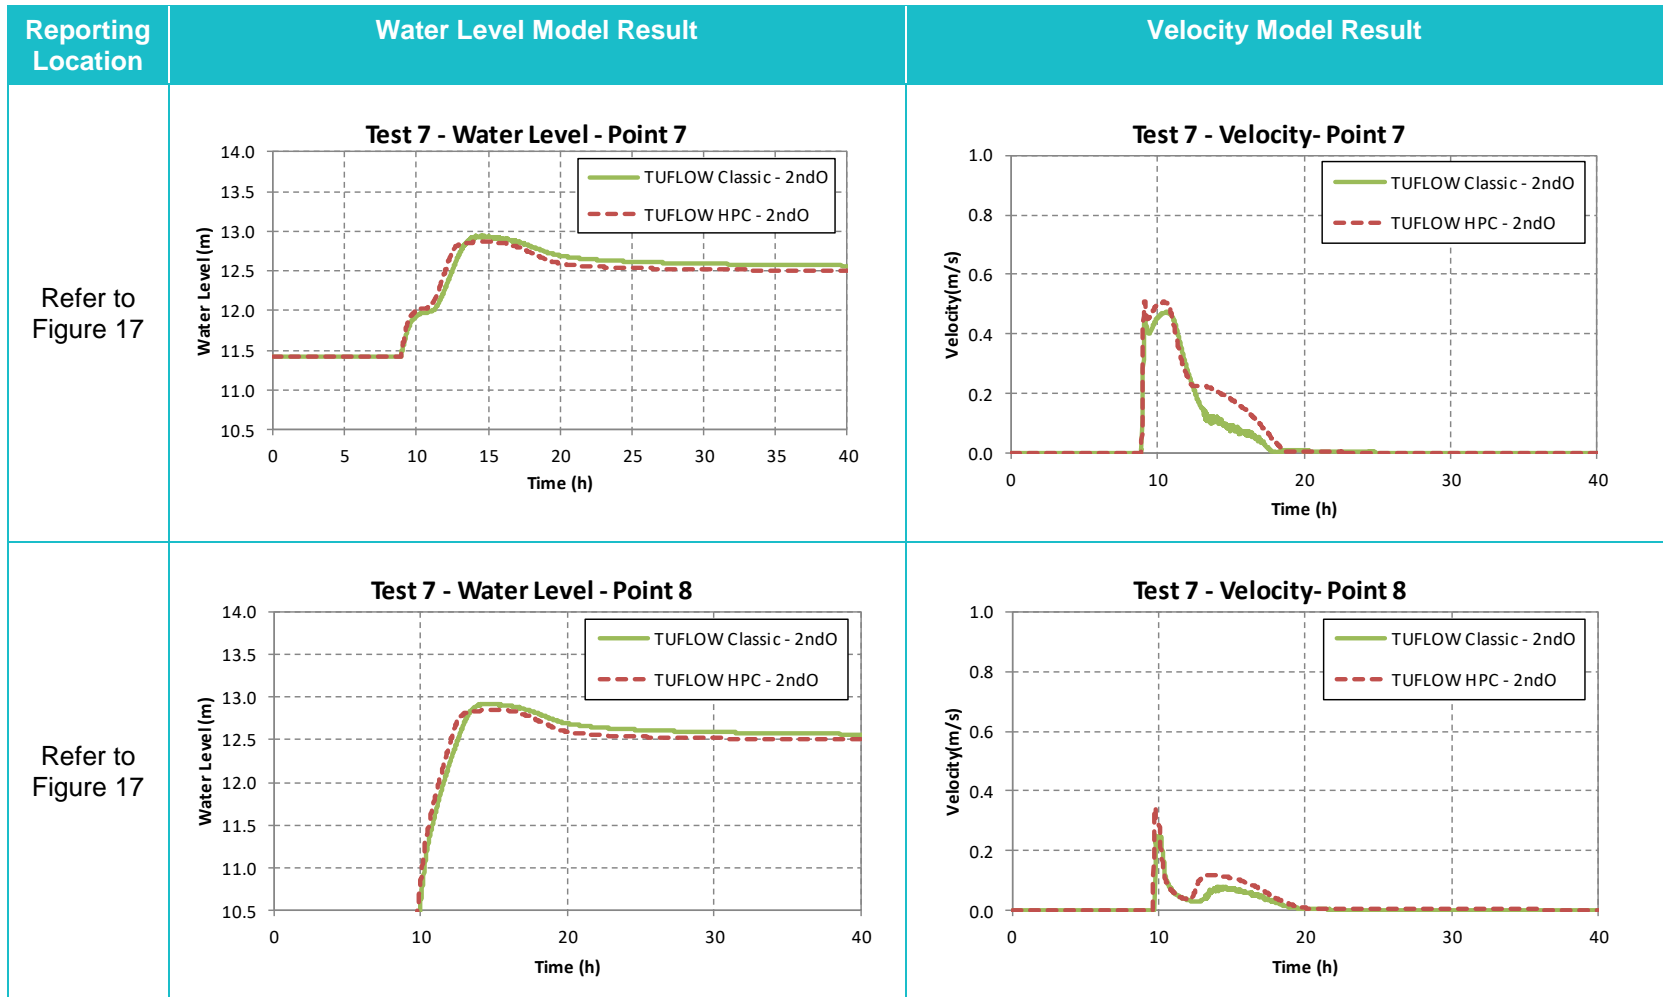 Reporting
Location
Water Level Model Result
Velocity Model Result
Refer to
Figure 17
Test 7 - Water Level - Point 7
14.0
13.5
13.0
12.5
12.0
11.5
11.0
10.5
Water Level (m)
TUFLOW Classic - 2ndO
TUFLOW HPC - 2ndO
0 5 10 15 20 25 30 35 40
Time (h)
Test 7 - Velocity- Point 7
1.0
0.8
0.6
0.4
0.2
0.0
Velocity(m/s)
TUFLOW Classic - 2ndO
TUFLOW HPC - 2ndO
0 10 20 30 40
Time (h)
Refer to
Figure 17
Test 7 - Water Level - Point 8
14.0
13.5
13.0
12.5
12.0
11.5
11.0
10.5
Water Level (m)
TUFLOW Classic - 2ndO
TUFLOW HPC - 2ndO
0 10 20 30 40
Time (h)
Test 7 - Velocity- Point 8
1.0
0.8
0.6
0.4
0.2
0.0
Velocity(m/s)
TUFLOW Classic - 2ndO
TUFLOW HPC - 2ndO
0 10 20 30 40
Time (h)